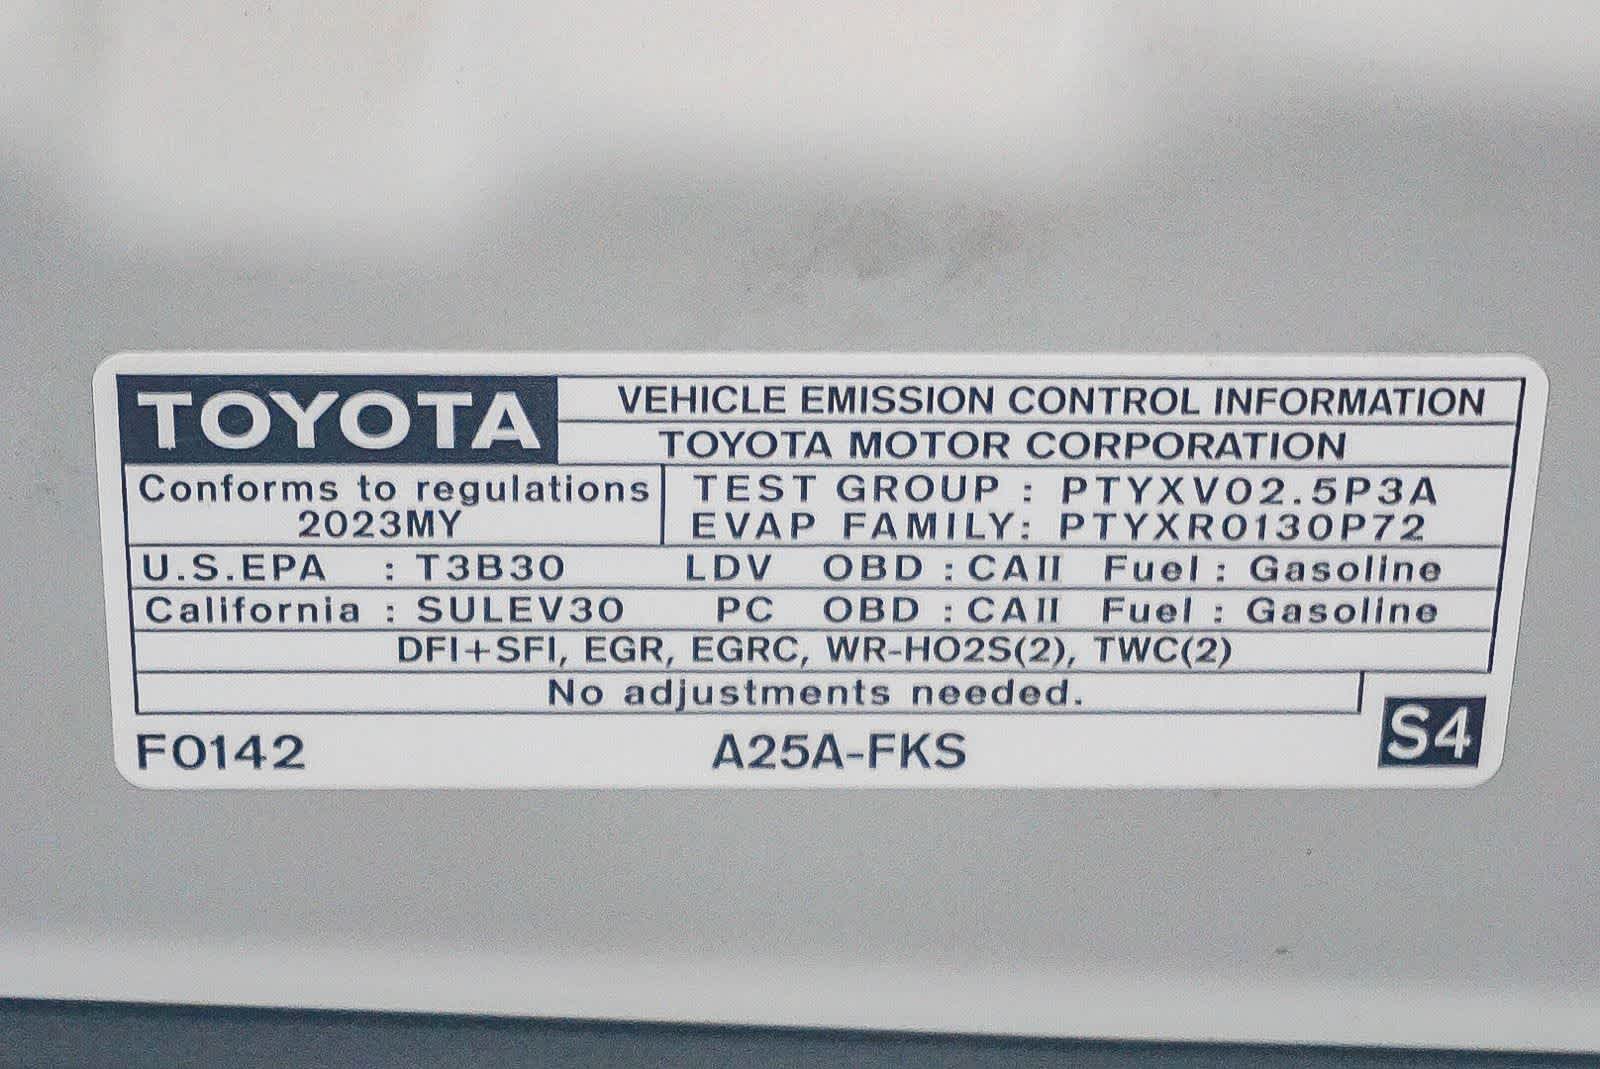 TOYOTA
VEHICLE EMISSION CONTROL INFORMATION
TOYOTA MOTOR CORPORATION
Conforms to regulations
2023MY
TEST GROUP : PTYXV02.5P3A
EVAP FAMILY: PTYXR0130P72
U.S.EPA : T3B30 LDV OBD : CAII Fuel : Gasoline
California : SULEV30 PC OBD : CAII Fuel : Gasoline
DFI+SFI, EGR, EGRC, WR-HO2S(2), TWC(2)
No adjustments needed.
F0142 A25A-FKS S4